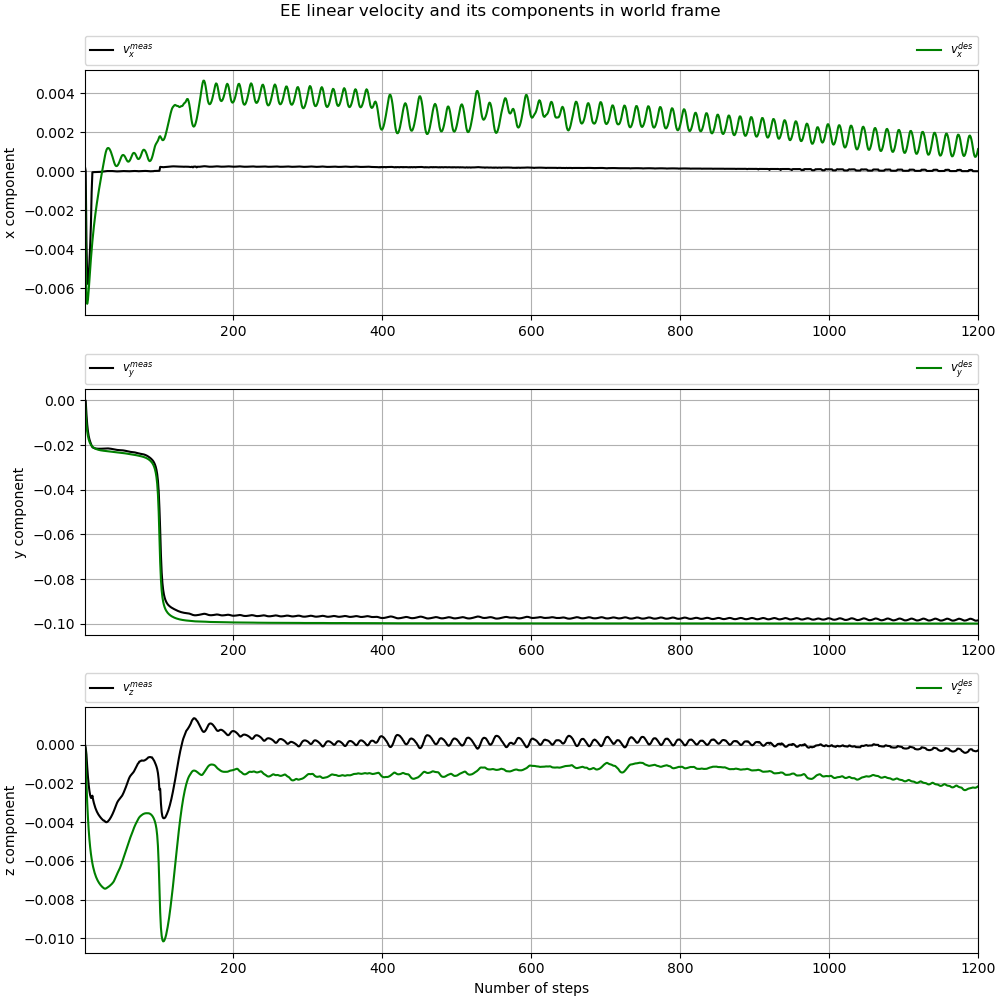 EE linear velocity and its components in world frame
v_x^{meas} v_x^{des}
0.004
0.002
0.000
−0.002
−0.004
−0.006
x component
200 400 600 800 1000 1200
v_y^{meas} v_y^{des}
0.00
−0.02
−0.04
−0.06
−0.08
−0.10
y component
200 400 600 800 1000 1200
v_z^{meas} v_z^{des}
0.000
−0.002
−0.004
−0.006
−0.008
−0.010
z component
200 400 600 800 1000 1200
Number of steps